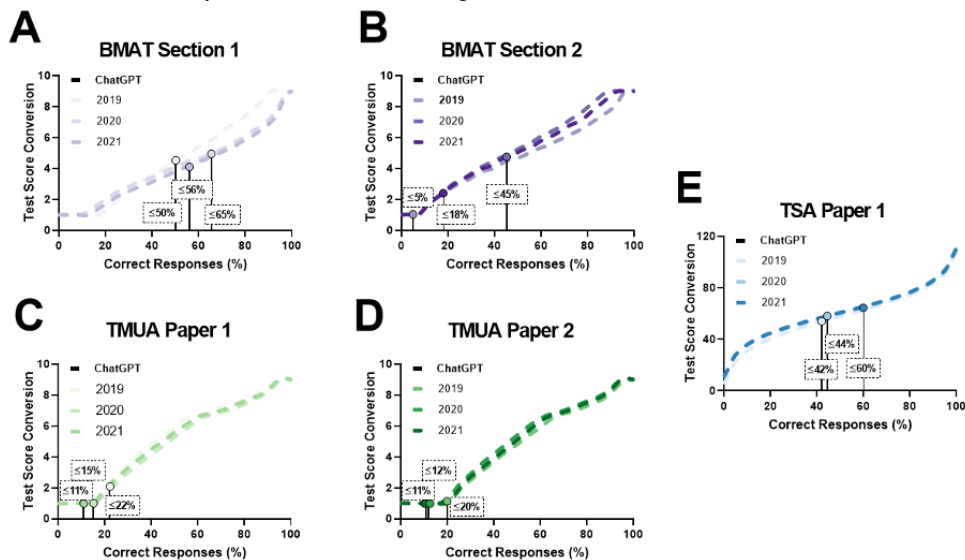 A
BMAT Section 1
Test Score Conversion
10
8
6
4
2
0
ChatGPT
2019
2020
2021
≤56%
≤50%
≤65%
0 20 40 60 80 100
Correct Responses (%)
B
BMAT Section 2
Test Score Conversion
10
8
6
4
2
0
ChatGPT
2019
2020
2021
≤5%
≤45%
≤18%
0 20 40 60 80 100
Correct Responses (%)
C
TMUA Paper 1
Test Score Conversion
10
8
6
4
2
0
ChatGPT
2019
2020
2021
≤15%
≤11%
≤22%
0 20 40 60 80 100
Correct Responses (%)
D
TMUA Paper 2
Test Score Conversion
10
8
6
4
2
0
ChatGPT
2019
2020
2021
≤12%
≤11%
≤20%
0 20 40 60 80 100
Correct Responses (%)
E
TSA Paper 1
Test Score Conversion
120
80
40
0
ChatGPT
2019
2020
2021
≤44%
≤42%
≤60%
0 20 40 60 80 100
Correct Responses (%)